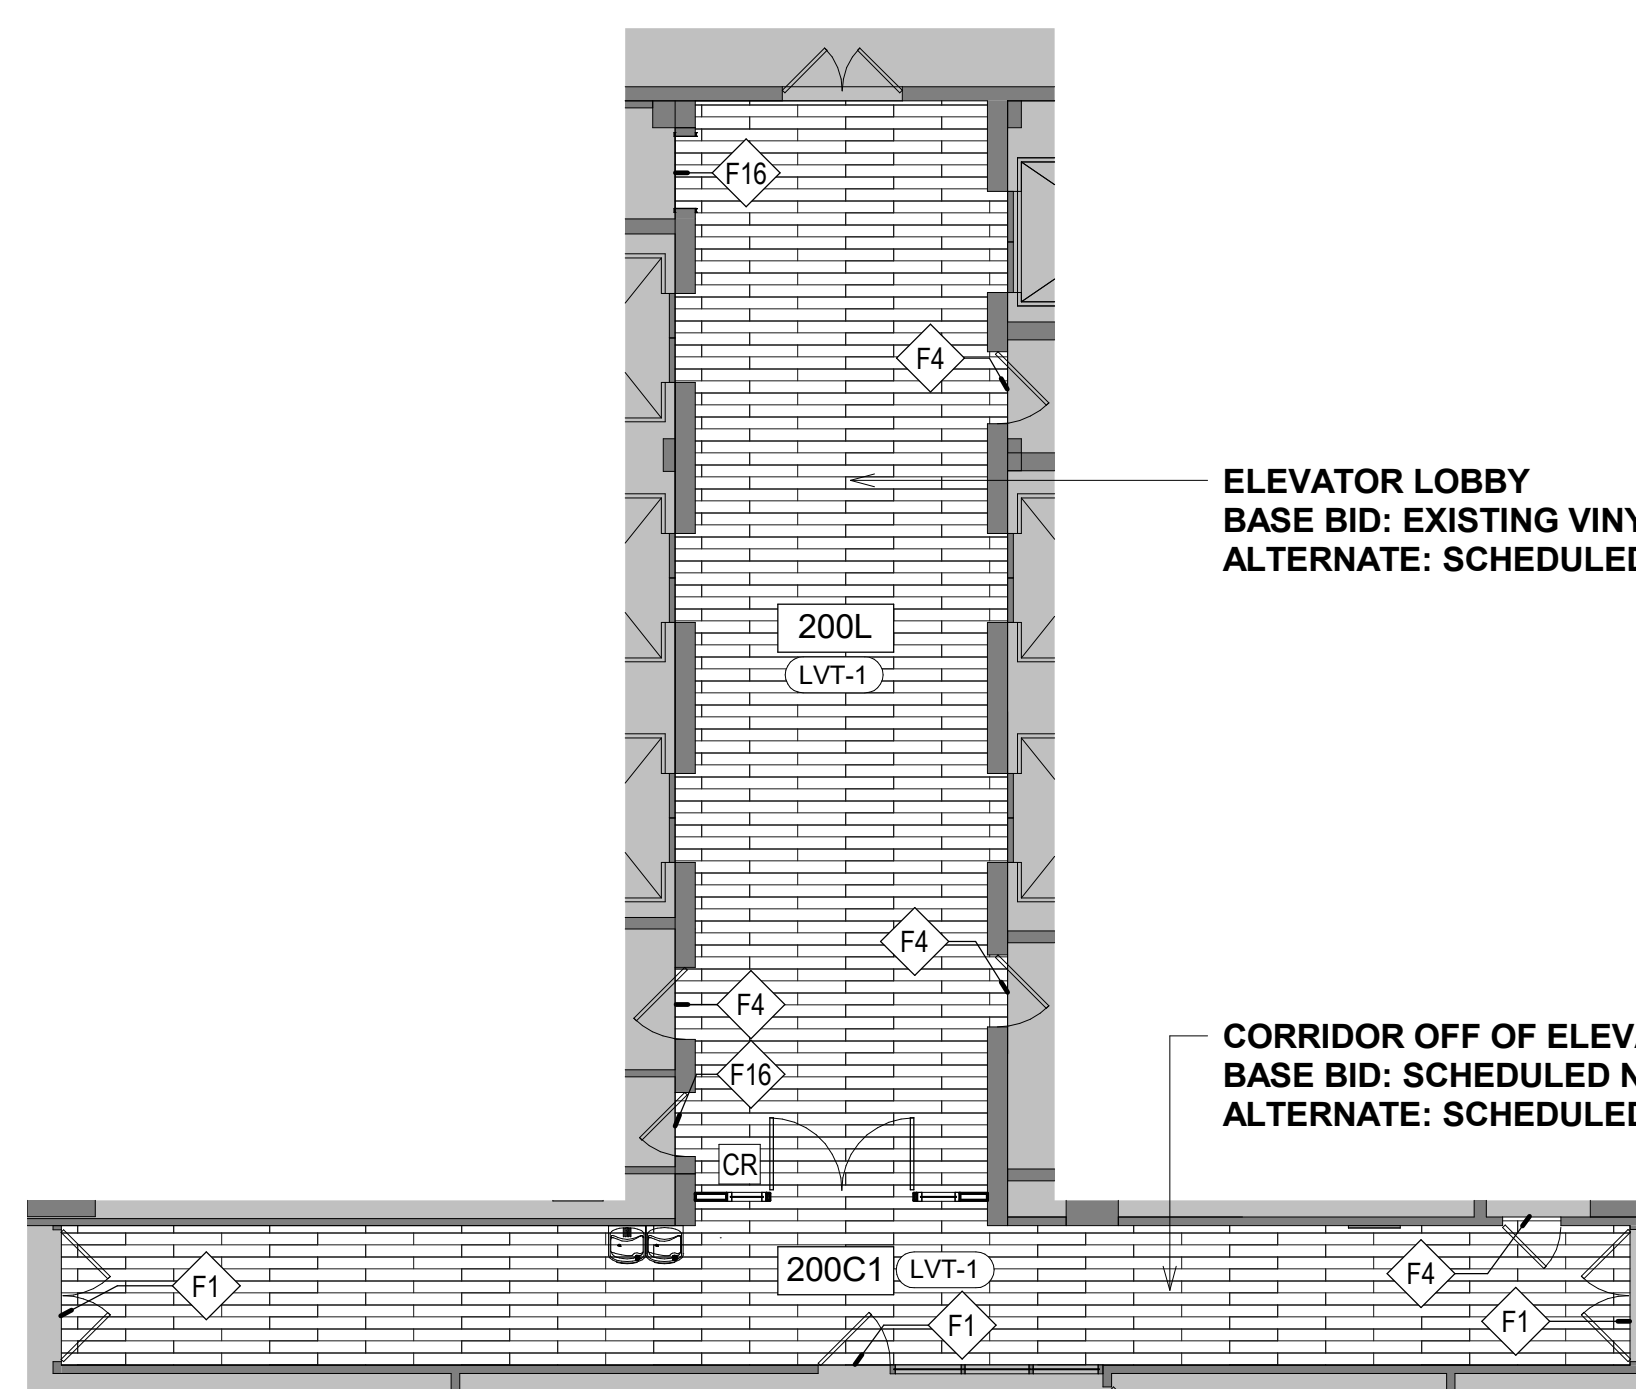 F16
F4
ELEVATOR LOBBY
BASE BID: EXISTING VINY
ALTERNATE: SCHEDULED
200L
LVT-1
F4
F4
F16
CORRIDOR OFF OF ELEVA
BASE BID: SCHEDULED N
ALTERNATE: SCHEDULED
CR
200C1 LVT-1
F1
F4
F1
F1